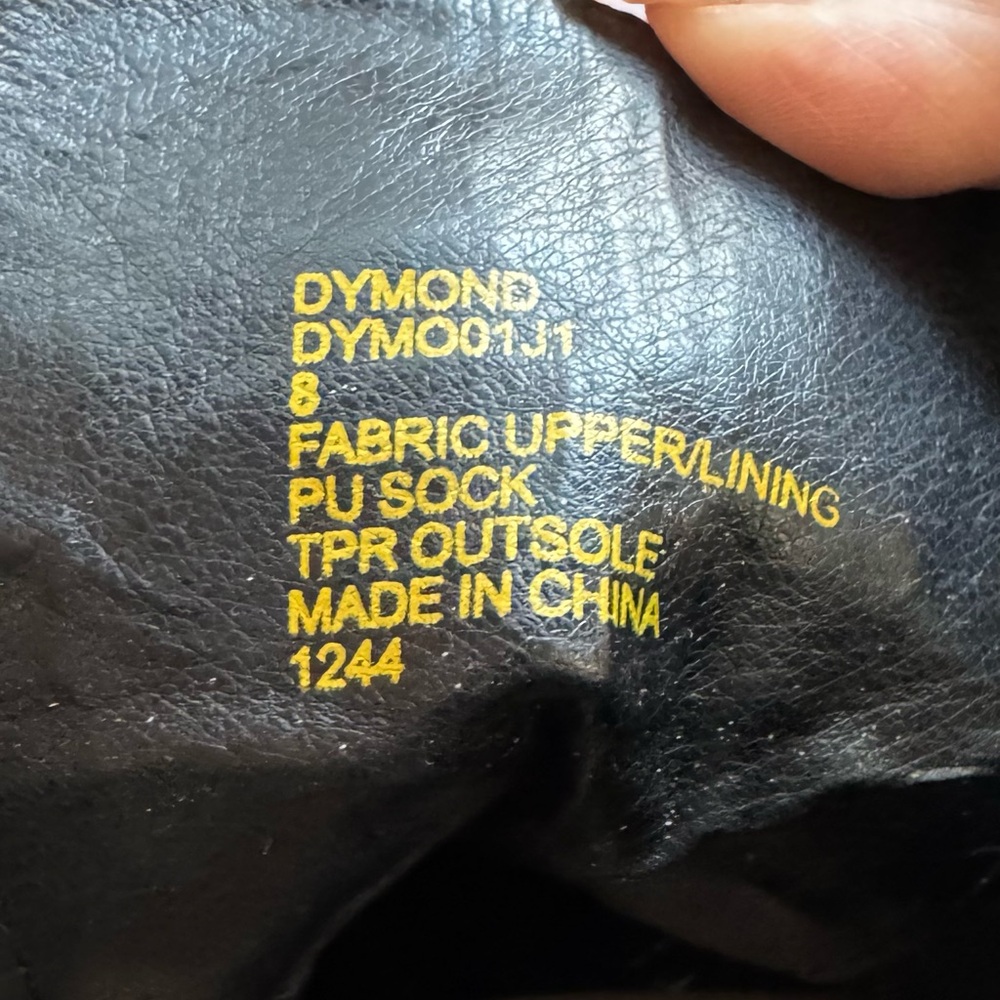 DYMOND
DYMO01J1
8
FABRIC UPPER/LINING
PU SOCK
TPR OUTSOLE
MADE IN CHINA
1244